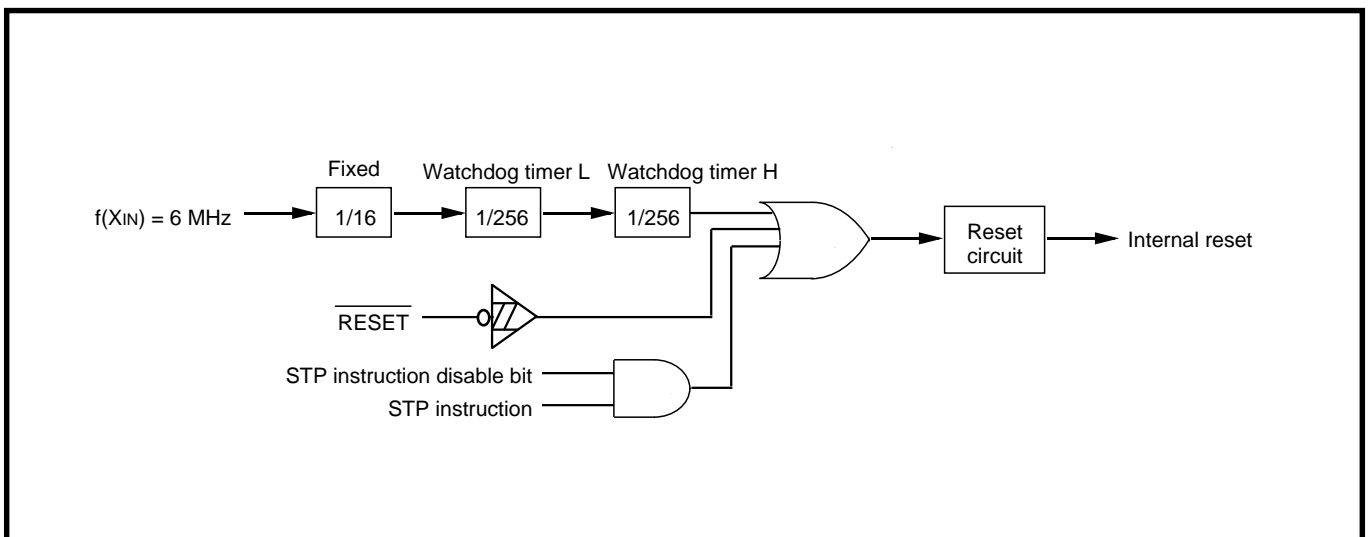 Fixed
Watchdog timer L
Watchdog timer H
f(XIN) = 6 MHz
1/16
1/256
1/256
Reset
circuit
Internal reset
RESET
STP instruction disable bit
STP instruction